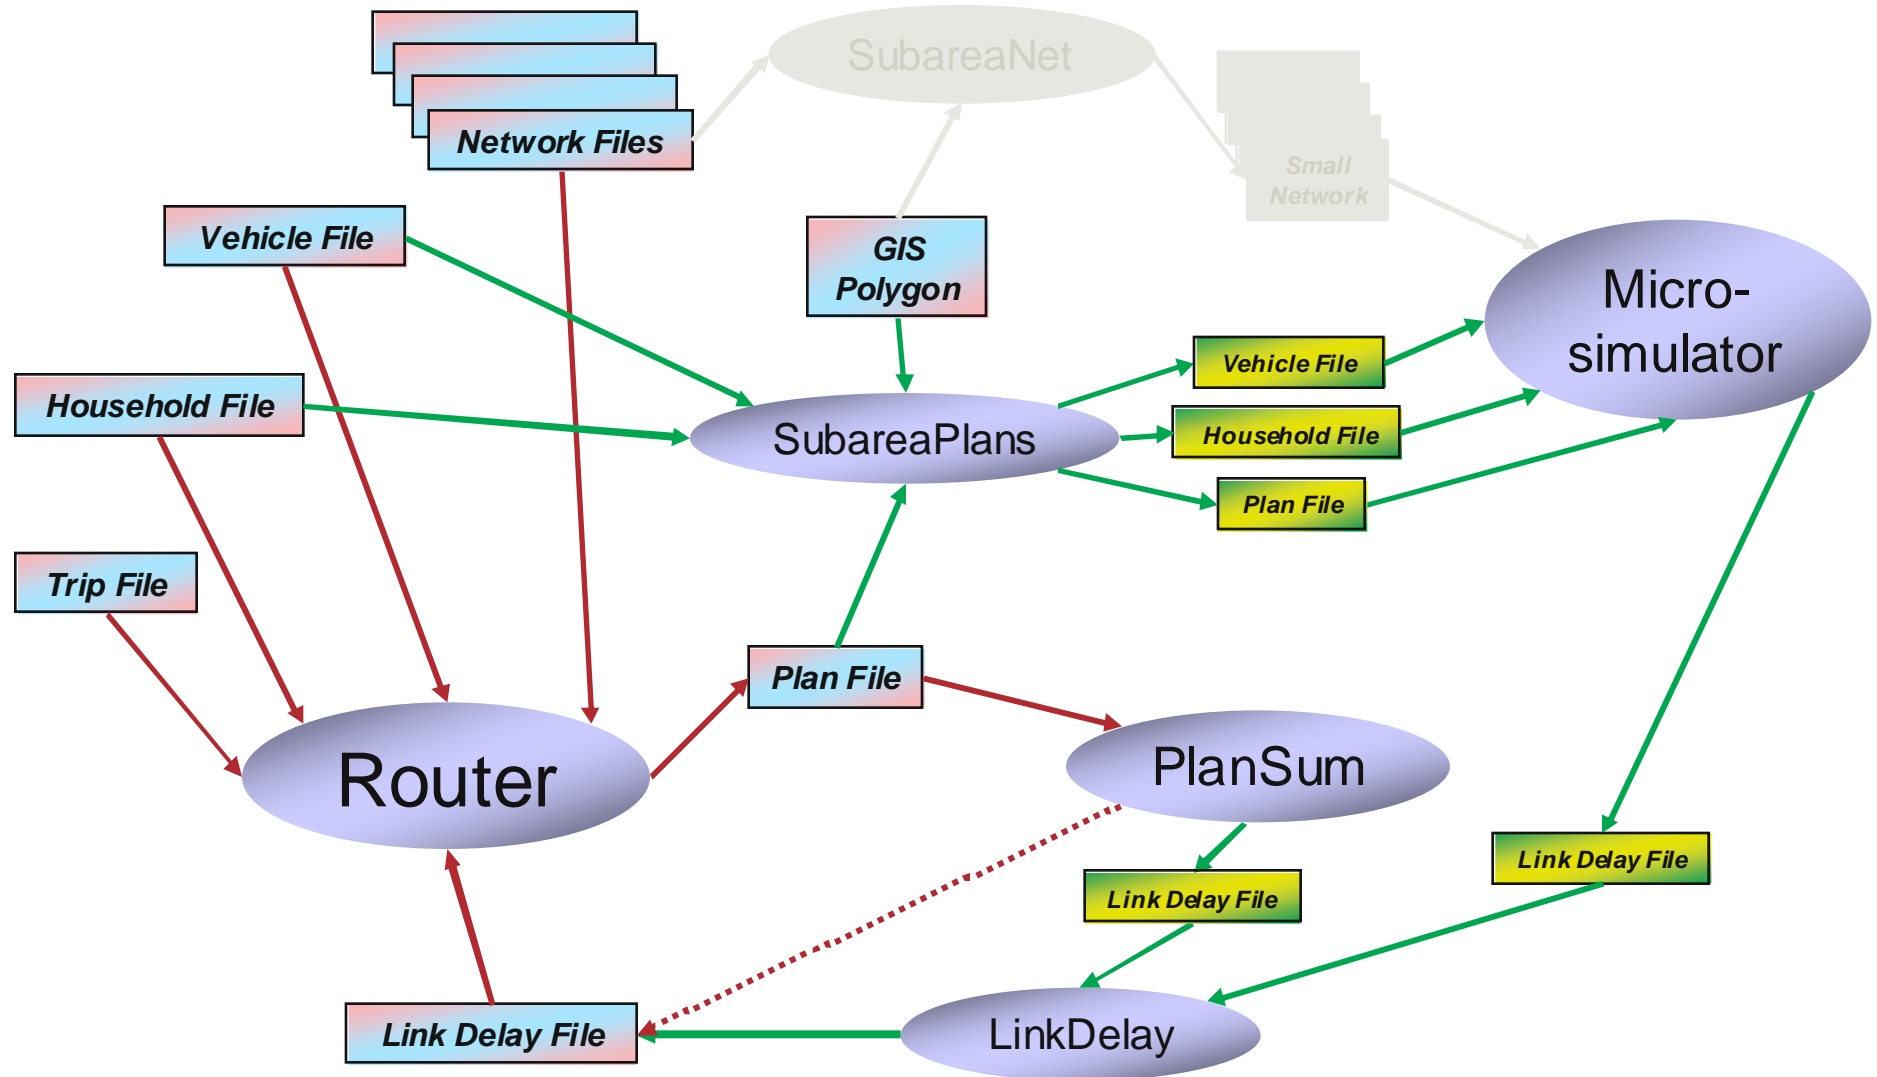 SubareaNet
Network Files
Small
Network
Vehicle File
GIS
Polygon
Micro-
simulator
Vehicle File
Household File
SubareaPlans
Household File
Plan File
Trip File
Plan File
PlanSum
Router
Link Delay File
Link Delay File
Link Delay File
LinkDelay